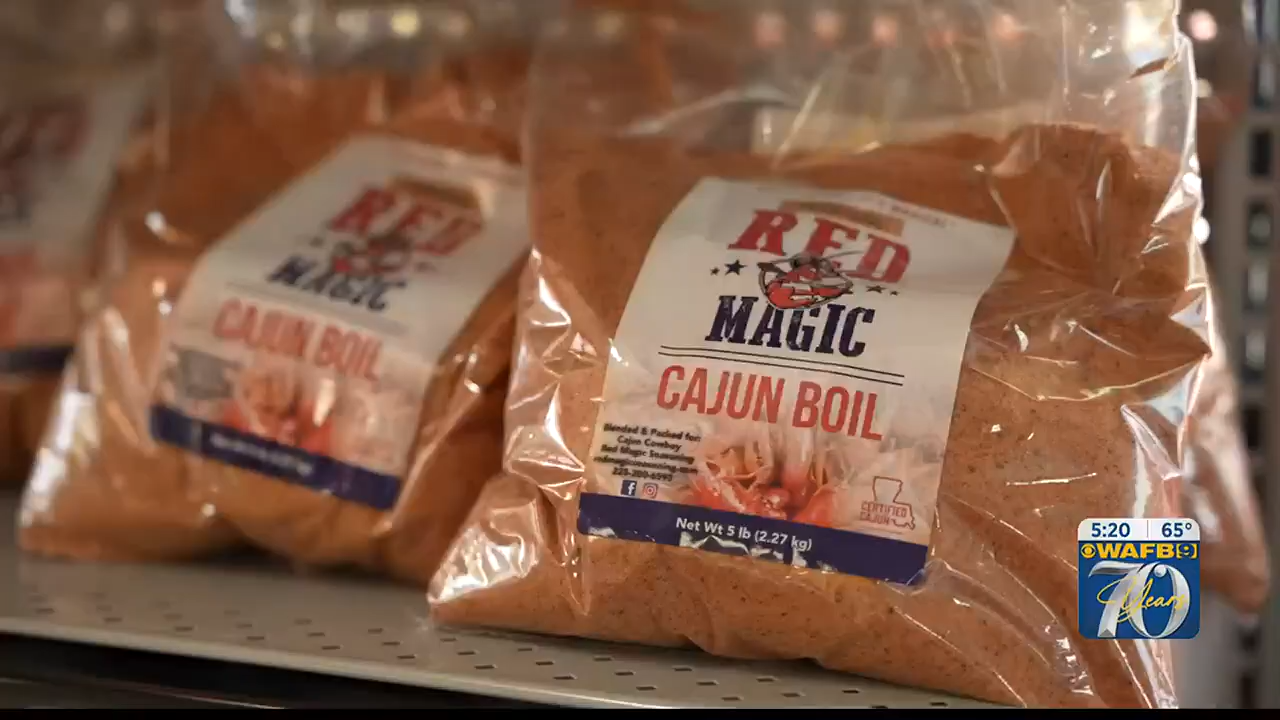 RED
MAGIC
CAJUN BOIL
RED
MAGIC
CAJUN BOIL
Blended & Packed for:
Cajun Cowboy
Red Magic Seasoning
CERTIFIED
CAJUN
Net Wt 5 lb (2.27 kg)
5:20 65°
WAFB 9
70
Years